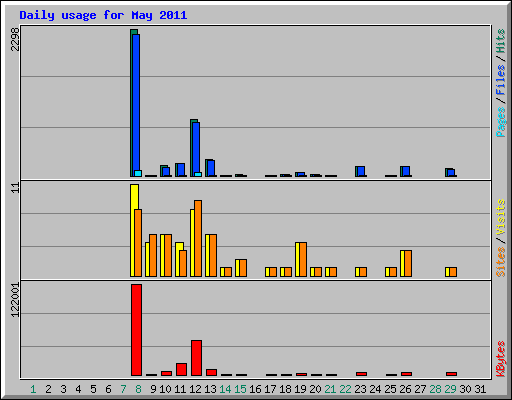 Daily usage for May 2011
2298
Pages / Files / Hits
11
Sites / Visits
122001
KBytes
1 2 3 4 5 6 7 8 9 10 11 12 13 14 15 16 17 18 19 20 21 22 23 24 25 26 27 28 29 30 31